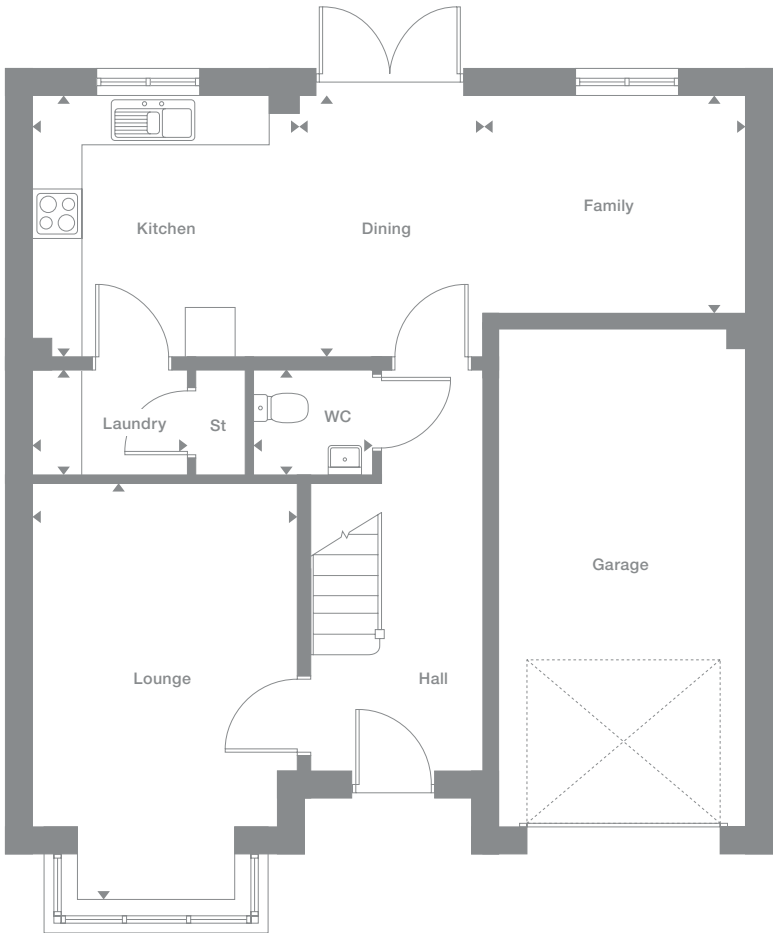 Kitchen
Dining
Family
Laundry
St
WC
Garage
Lounge
Hall